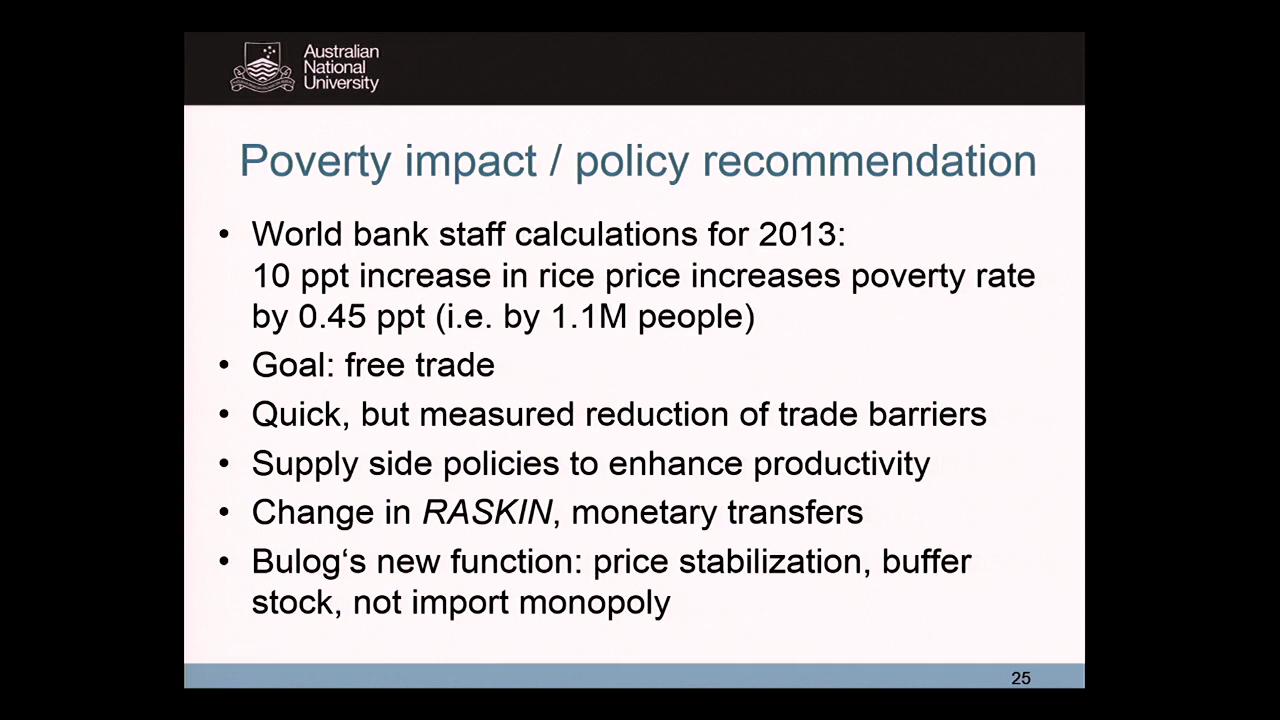 Australian
National
University
Poverty impact / policy recommendation
• World bank staff calculations for 2013:
10 ppt increase in rice price increases poverty rate
by 0.45 ppt (i.e. by 1.1M people)
• Goal: free trade
• Quick, but measured reduction of trade barriers
• Supply side policies to enhance productivity
• Change in RASKIN, monetary transfers
• Bulog‘s new function: price stabilization, buffer
stock, not import monopoly
25